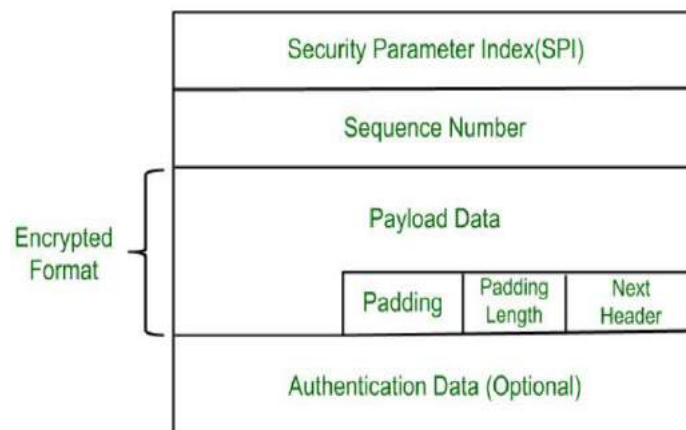 Security Parameter Index(SPI)
Sequence Number
Encrypted
Format
Payload Data
Padding
Padding
Length
Next
Header
Authentication Data (Optional)